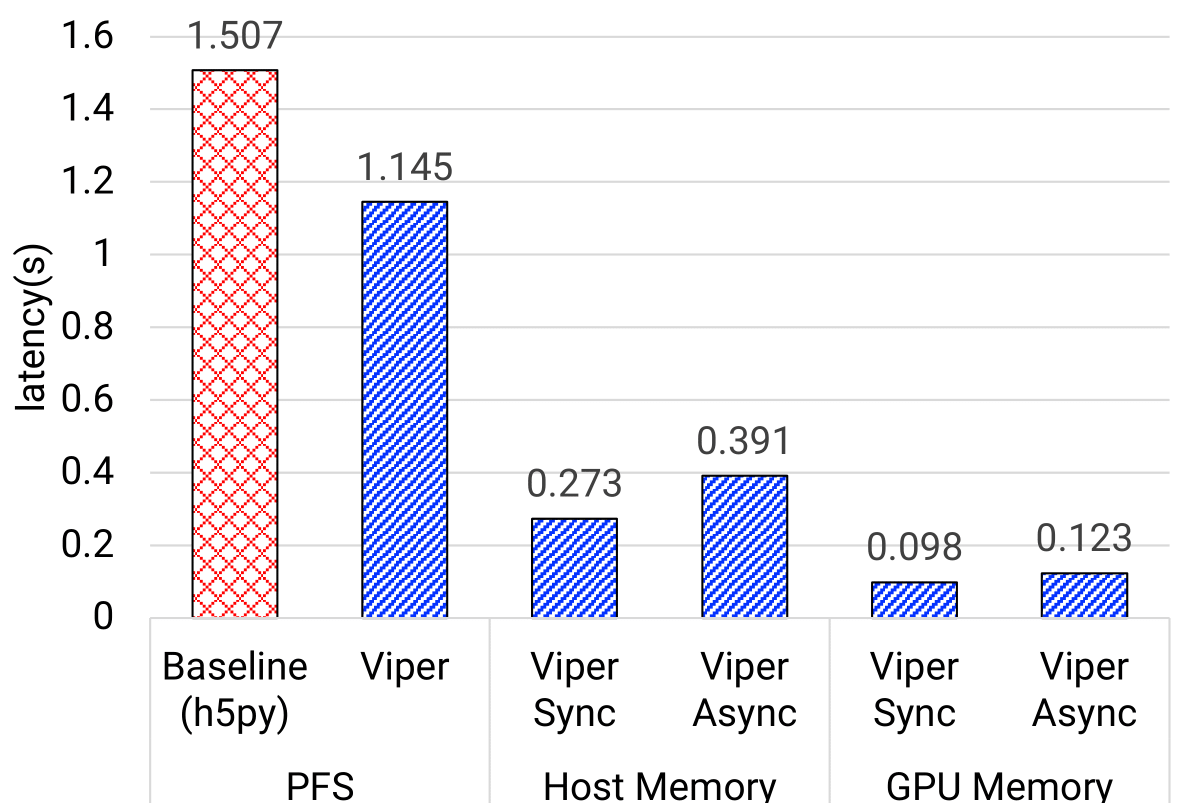 1.6
1.4
1.2
1
0.8
0.6
0.4
0.2
0
latency(s)
1.507
1.145
0.273
0.391
0.098
0.123
Baseline
(h5py)
Viper
Viper
Sync
Viper
Async
Viper
Sync
Viper
Async
PFS
Host Memory
GPU Memory